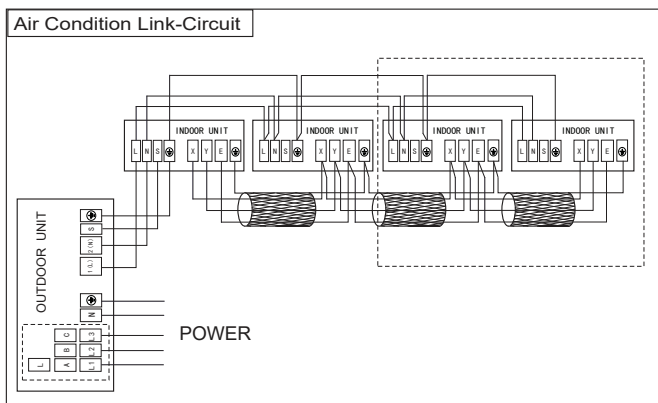 Air Condition Link-Circuit
INDOOR UNIT INDOOR UNIT INDOOR UNIT INDOOR UNIT
L N S X Y E L N S X Y E L N S X Y E L N S X Y E
OUTDOOR UNIT
S
2(N)
1(L)
N
POWER
C L3
B L2
L A L1